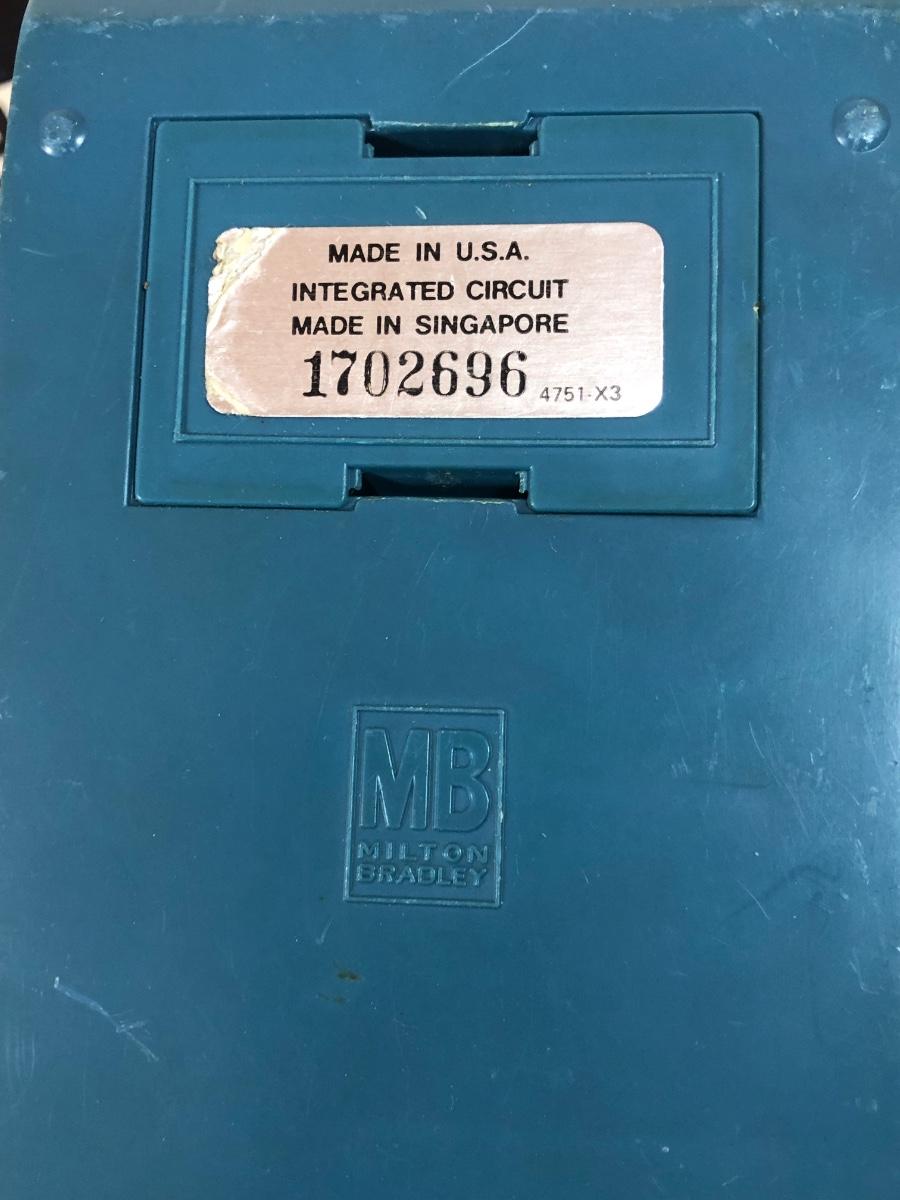 MADE IN U.S.A.
INTEGRATED CIRCUIT
MADE IN SINGAPORE
1702696 4751-X3
MB
MILTON
BRADLEY